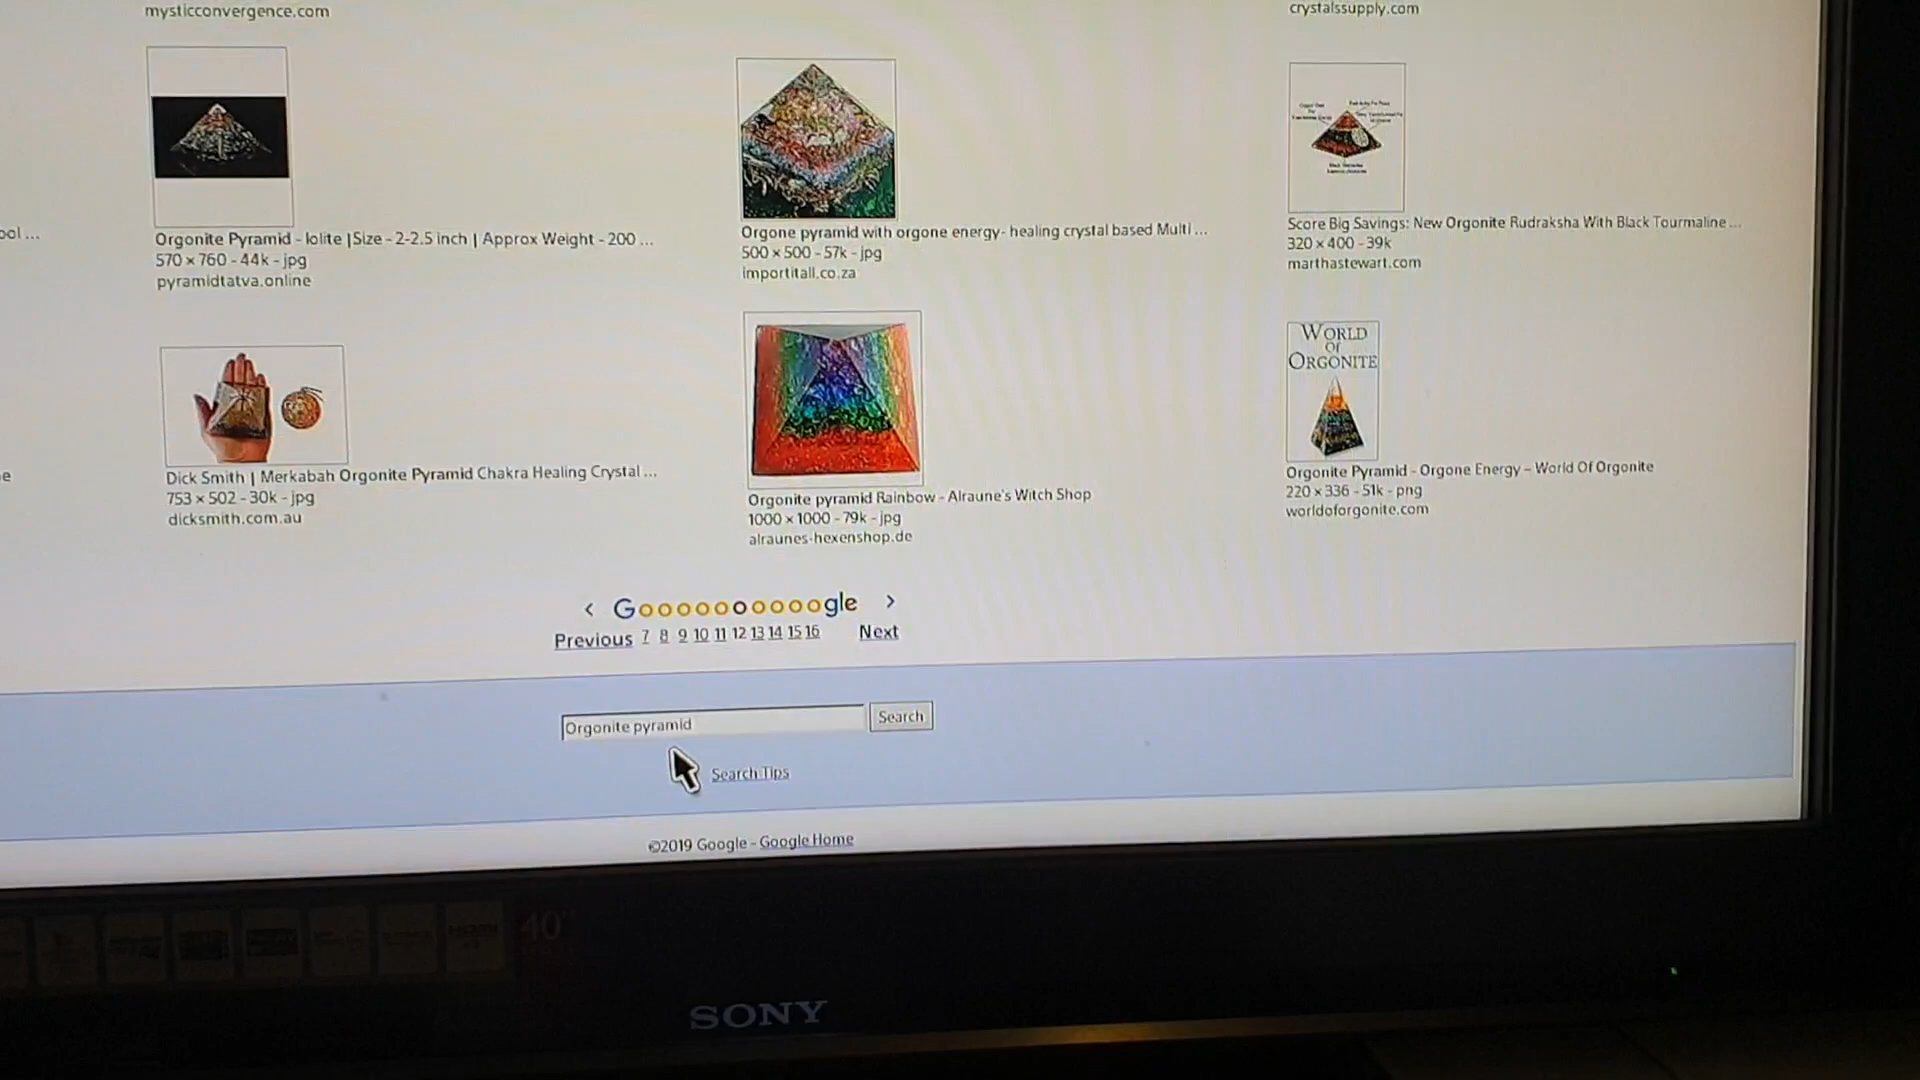 mysticconvergence.com
crystalssupply.com
ool ...
Orgonite Pyramid - Iolite |Size - 2-2.5 inch | Approx Weight - 200 ...
570 × 760 - 44k - jpg
pyramidtatva.online
Orgone pyramid with orgone energy- healing crystal based Multi ...
500 × 500 - 57k - jpg
importitall.co.za
Score Big Savings: New Orgonite Rudraksha With Black Tourmaline ...
320 × 400 - 39k
marthastewart.com
WORLD
OF
ORGONITE
e
Dick Smith | Merkabah Orgonite Pyramid Chakra Healing Crystal ...
753 × 502 - 30k - jpg
dicksmith.com.au
Orgonite pyramid Rainbow - Alraune's Witch Shop
1000 × 1000 - 79k - jpg
alraunes-hexenshop.de
Orgonite Pyramid - Orgone Energy – World Of Orgonite
220 × 336 - 51k - png
worldoforgonite.com
< Goooooooooogle >
Previous 7 8 9 10 11 12 13 14 15 16 Next
Orgonite pyramid Search
Search Tips
©2019 Google - Google Home
40"
SONY